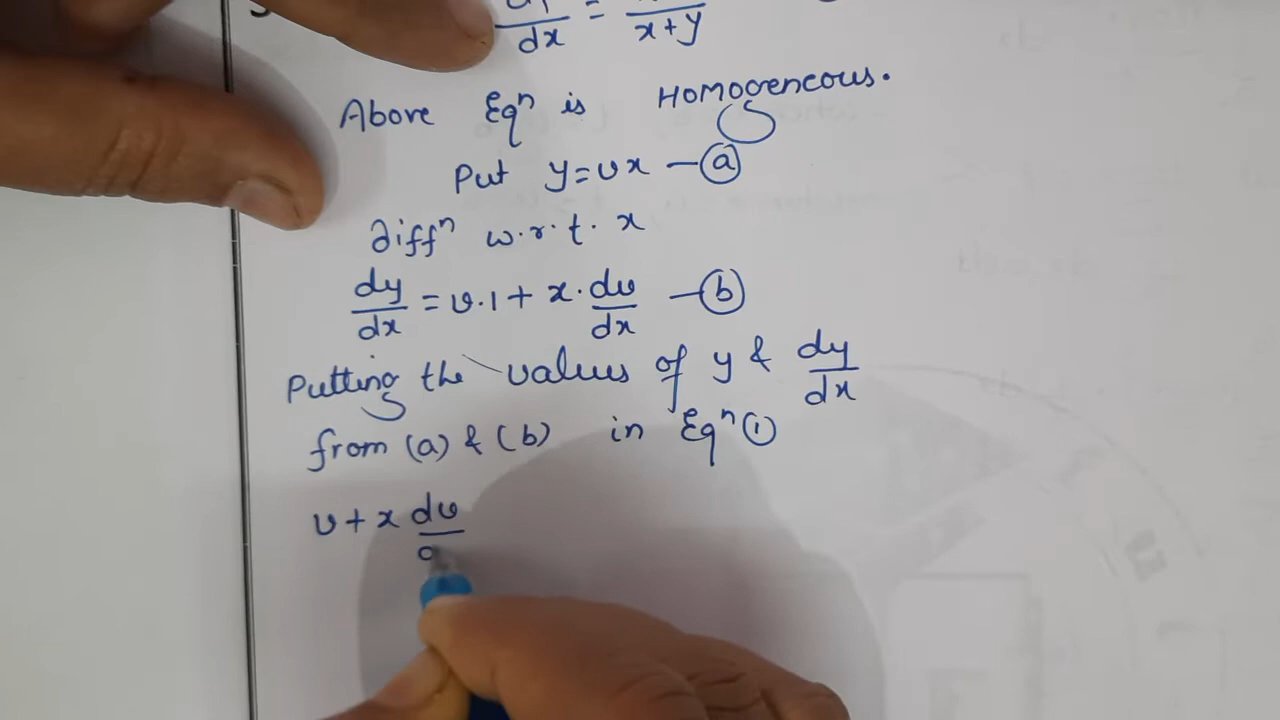 dx = x+y
Above Eqⁿ is Homogeneous.
Put y=vx —ⓐ
diffⁿ w.r.t. x
dy/dx = v.1 + x.dv/dx —ⓑ
Putting the values of y & dy/dx
from (a) & (b) in Eqⁿ ①
v + x dv/d